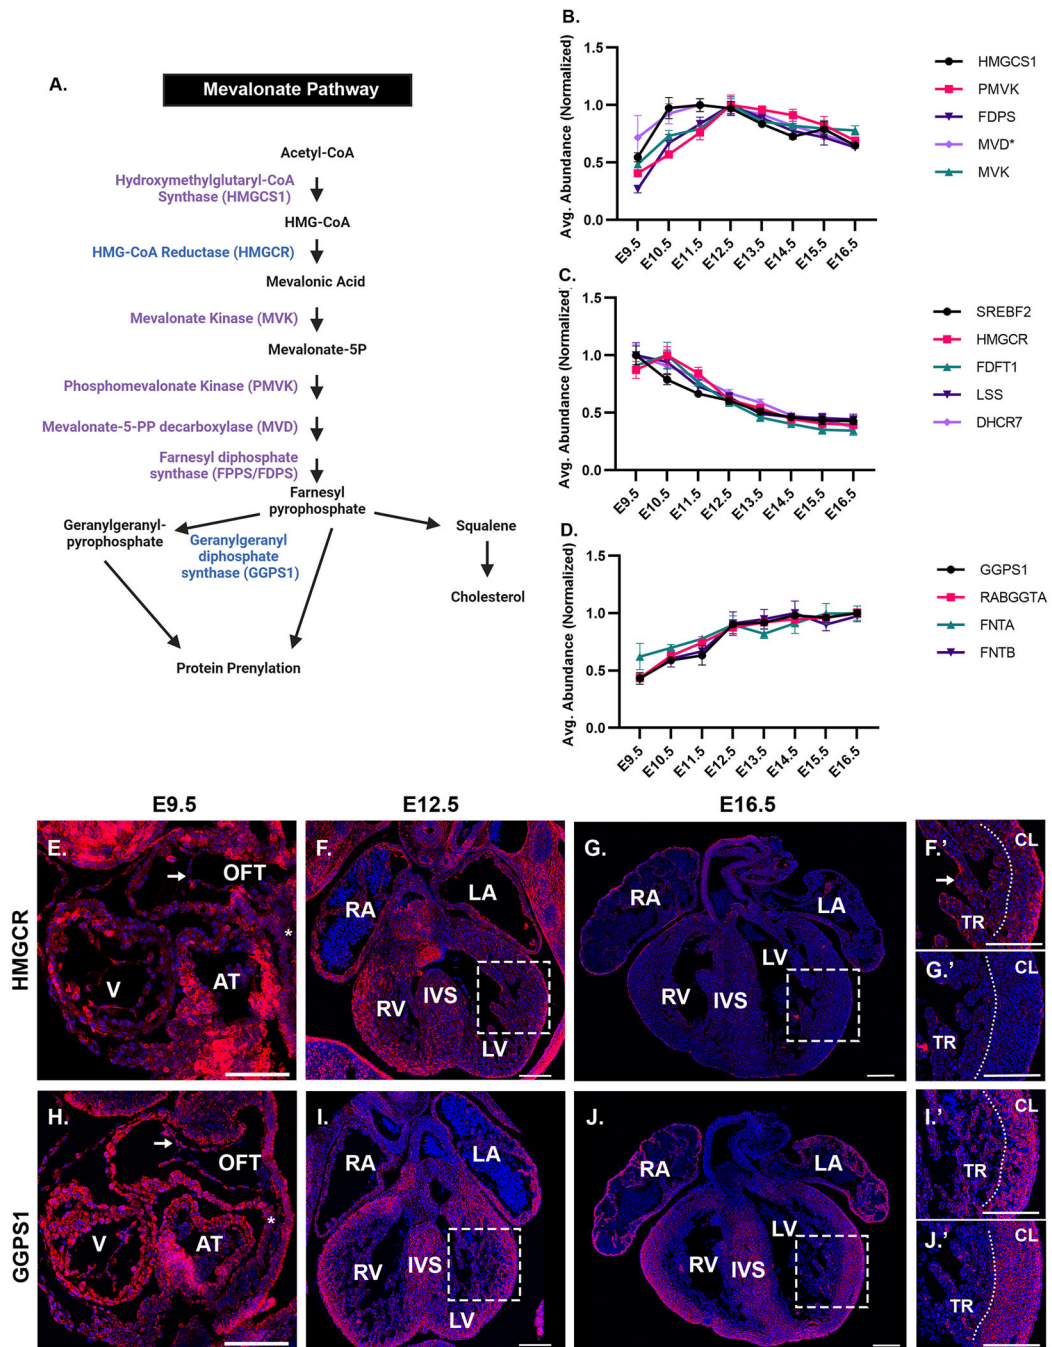 A.
Mevalonate Pathway
Acetyl-CoA
Hydroxymethylglutaryl-CoA
Synthase (HMGCS1)
HMG-CoA
HMG-CoA Reductase (HMGCR)
Mevalonic Acid
Mevalonate Kinase (MVK)
Mevalonate-5P
Phosphomevalonate Kinase (PMVK)
Mevalonate-5-PP decarboxylase (MVD)
Farnesyl diphosphate
synthase (FPPS/FDPS)
Farnesyl
pyrophosphate
Geranylgeranyl-
pyrophosphate
Geranylgeranyl
diphosphate
synthase (GGPS1)
Squalene
Cholesterol
Protein Prenylation
B.
Avg. Abundance (Normalized)
1.5
1.0
0.5
0.0
E9.5
E10.5
E11.5
E12.5
E13.5
E14.5
E15.5
E16.5
HMGCS1
PMVK
FDPS
MVD*
MVK
C.
Avg. Abundance (Normalized)
1.5
1.0
0.5
0.0
E9.5
E10.5
E11.5
E12.5
E13.5
E14.5
E15.5
E16.5
SREBF2
HMGCR
FDFT1
LSS
DHCR7
D.
Avg. Abundance (Normalized)
1.5
1.0
0.5
0.0
E9.5
E10.5
E11.5
E12.5
E13.5
E14.5
E15.5
E16.5
GGPS1
RABGGTA
FNTA
FNTB
E9.5
E12.5
E16.5
HMGCR
E.
OFT
*
V
AT
F.
RA
LA
RV
IVS
LV
G.
RA
LA
LV
RV
IVS
F.'
CL
TR
G.'
CL
TR
GGPS1
H.
OFT
*
V
AT
I.
RA
LA
RV
IVS
LV
J.
RA
LA
LV
RV
IVS
I.'
CL
TR
J.'
CL
TR